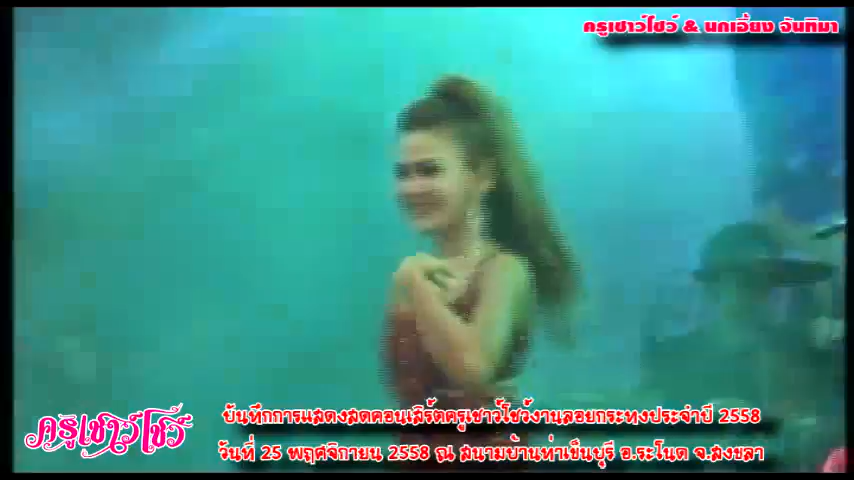 ครูเชาว์โชว์ & นกเอี้ยง จันทิมา
ครูเชาว์โชว์
บันทึกการแสดงสดคอนเสิร์ตครูเชาว์โชว์งานลอยกระทงประจำปี 2558
วันที่ 25 พฤศจิกายน 2558 ณ สนามบ้านท่าเข็นบุรี อ.ระโนด จ.สงขลา